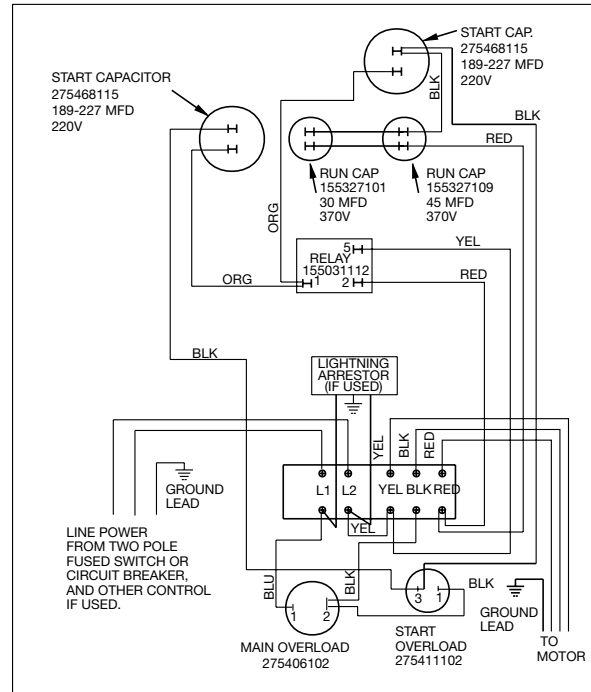 START CAP.
275468115
189-227 MFD
220V
START CAPACITOR
275468115
189-227 MFD
220V
BLK
BLK
RED
RUN CAP
155327101
30 MFD
370V
RUN CAP
155327109
45 MFD
370V
ORG
YEL
5
RELAY
155031112
1
2
RED
ORG
BLK
LIGHTNING
ARRESTOR
(IF USED)
YEL
BLK
RED
L1
L2
YEL
BLK
RED
GROUND
LEAD
YEL
LINE POWER
FROM TWO POLE
FUSED SWITCH OR
CIRCUIT BREAKER,
AND OTHER CONTROL
IF USED.
BLU
BLK
BLK
1
2
3
1
MAIN OVERLOAD
275406102
START
OVERLOAD
275411102
GROUND
LEAD
TO
MOTOR